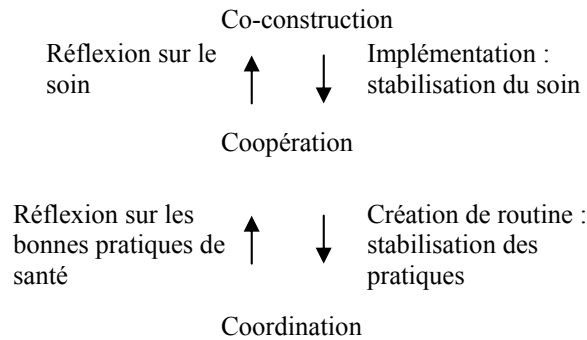 Co-construction
Réflexion sur le
soin
Implémentation :
stabilisation du soin
Coopération
Réflexion sur les
bonnes pratiques de
santé
Création de routine :
stabilisation des
pratiques
Coordination